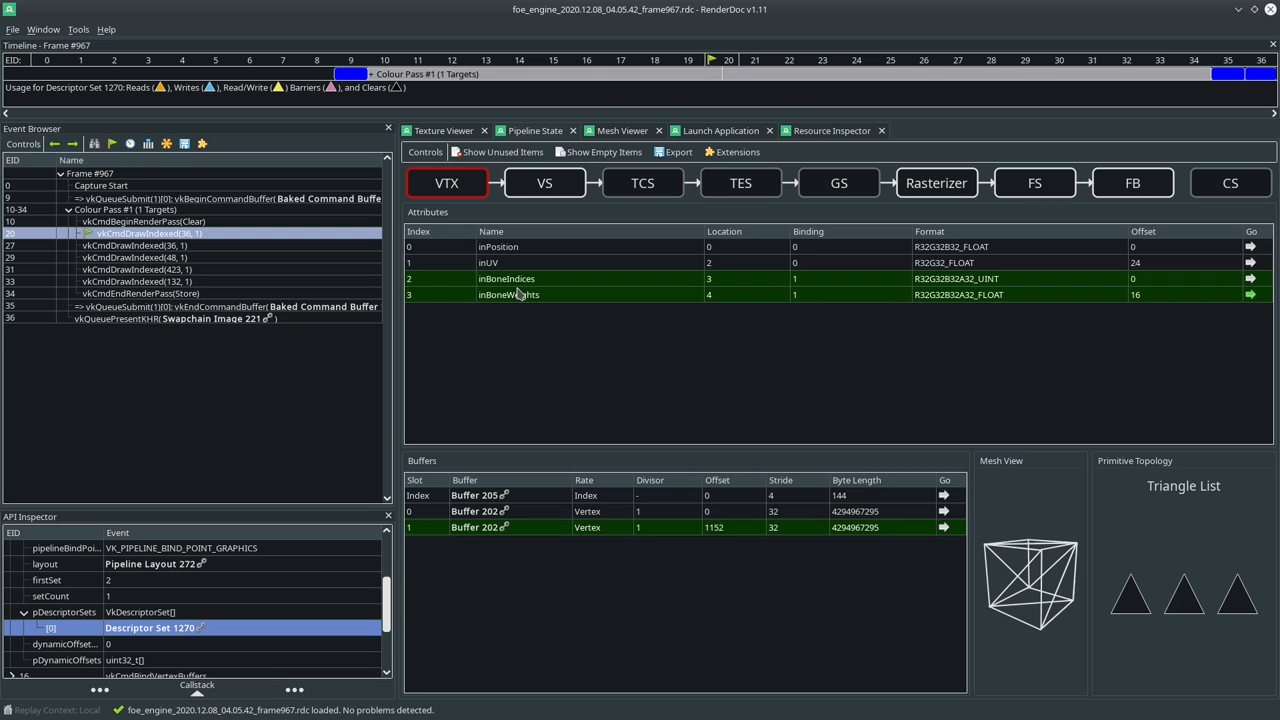 foe_engine_2020.12.08_04.05.42_frame967.rdc - RenderDoc v1.11
File Window Tools Help
Timeline - Frame #967
EID: 0 1 2 3 4 5 6 7 8 9 10 11 12 13 14 15 16 17 18 19 20 21 22 23 24 25 26 27 28 29 30 31 32 33 34 35 36
+ Colour Pass #1 (1 Targets)
Usage for Descriptor Set 1270: Reads ( ), Writes ( ), Read/Write ( ) Barriers ( ), and Clears ( )
Event Browser
Controls
EID Name
Frame #967
0 Capture Start
9 => vkQueueSubmit(1)[0]: vkBeginCommandBuffer( Baked Command Buffe
10-34 Colour Pass #1 (1 Targets)
10 vkCmdBeginRenderPass(Clear)
20 vkCmdDrawIndexed(36, 1)
27 vkCmdDrawIndexed(36, 1)
29 vkCmdDrawIndexed(48, 1)
31 vkCmdDrawIndexed(423, 1)
33 vkCmdDrawIndexed(132, 1)
34 vkCmdEndRenderPass(Store)
35 => vkQueueSubmit(1)[0]: vkEndCommandBuffer( Baked Command Buffer
36 vkQueuePresentKHR( Swapchain Image 221 )
API Inspector
EID Event
pipelineBindPoi... VK_PIPELINE_BIND_POINT_GRAPHICS
layout Pipeline Layout 272
firstSet 2
setCount 1
pDescriptorSets VkDescriptorSet[]
[0] Descriptor Set 1270
dynamicOffset... 0
pDynamicOffsets uint32_t[]
16 vkCmdBindVertexBuffers
Callstack
Texture Viewer Pipeline State Mesh Viewer Launch Application Resource Inspector
Controls Show Unused Items Show Empty Items Export Extensions
VTX VS TCS TES GS Rasterizer FS FB CS
Attributes
Index Name Location Binding Format Offset Go
0 inPosition 0 0 R32G32B32_FLOAT 0
1 inUV 2 0 R32G32_FLOAT 24
2 inBoneIndices 3 1 R32G32B32A32_UINT 0
3 inBoneWeights 4 1 R32G32B32A32_FLOAT 16
Buffers
Slot Buffer Rate Divisor Offset Stride Byte Length Go
Index Buffer 205 Index - 0 4 144
0 Buffer 202 Vertex 1 0 32 4294967295
1 Buffer 202 Vertex 1 1152 32 4294967295
Mesh View
Primitive Topology
Triangle List
Replay Context: Local foe_engine_2020.12.08_04.05.42_frame967.rdc loaded. No problems detected.